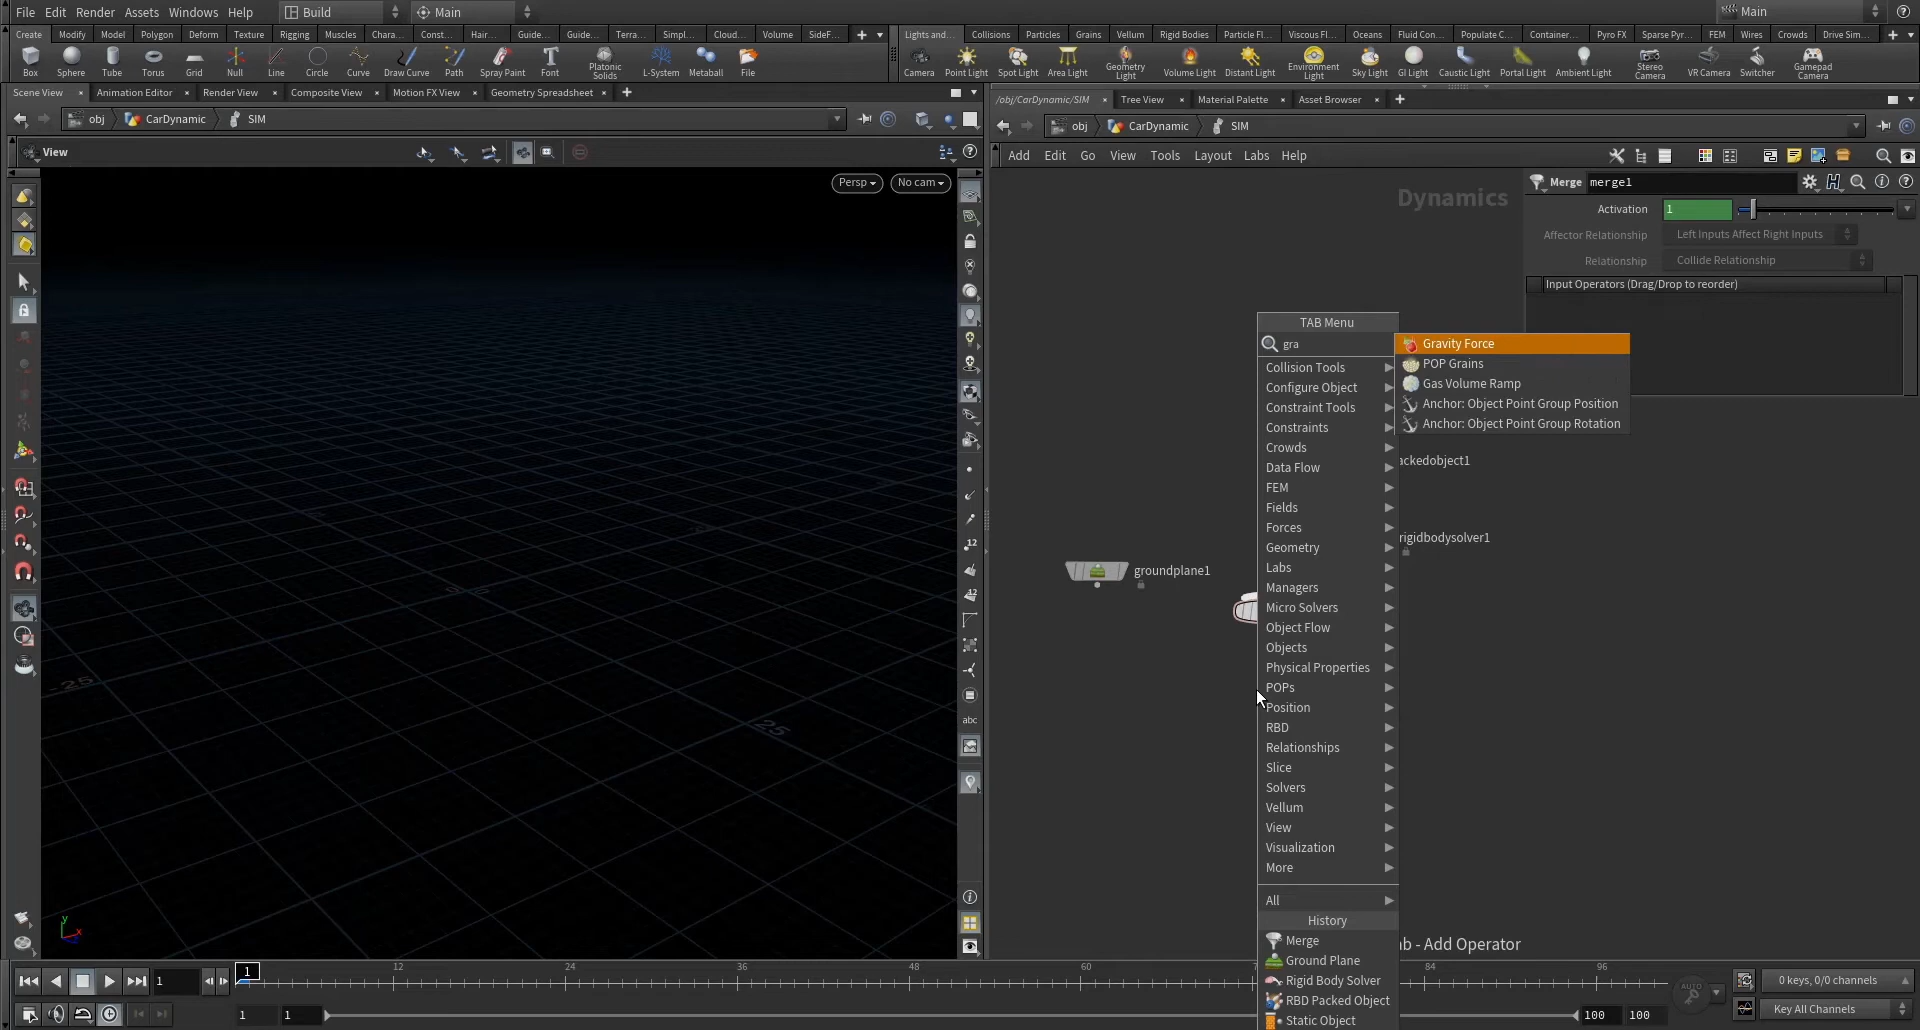 File Edit Render Assets Windows Help Build Main Main
Create Modify Model Polygon Deform Texture Rigging Muscles Chara... Const... Hair... Guide... Guide... Terra... Simpl... Cloud... Volume SideF...
Lights and... Collisions Particles Grains Vellum Rigid Bodies Particle Fl... Viscous Fl... Oceans Fluid Con... Populate C... Container... Pyro FX Sparse Pyr... FEM Wires Crowds Drive Sim...
Box Sphere Tube Torus Grid Null Line Circle Curve Draw Curve Path Spray Paint Font Platonic Solids L-System Metaball File
Camera Point Light Spot Light Area Light Geometry Light Volume Light Distant Light Environment Light Sky Light GI Light Caustic Light Portal Light Ambient Light Stereo Camera VR Camera Switcher Gamepad Camera
Scene View Animation Editor Render View Composite View Motion FX View Geometry Spreadsheet
/obj/CarDynamic/SIM Tree View Material Palette Asset Browser
obj CarDynamic SIM
obj CarDynamic SIM
View
Add Edit Go View Tools Layout Labs Help
Persp No cam
Dynamics
Merge merge1
Activation 1
Affector Relationship Left Inputs Affect Right Inputs
Relationship Collide Relationship
Input Operators (Drag/Drop to reorder)
TAB Menu
gra
Gravity Force
POP Grains
Gas Volume Ramp
Anchor: Object Point Group Position
Anchor: Object Point Group Rotation
Collision Tools
Configure Object
Constraint Tools
Constraints
Crowds
Data Flow
FEM
Fields
Forces
Geometry
Labs
Managers
Micro Solvers
Object Flow
Objects
Physical Properties
POPs
Position
RBD
Relationships
Slice
Solvers
Vellum
View
Visualization
More
All
History
Merge
Ground Plane
Rigid Body Solver
RBD Packed Object
Static Object
ackedobject1
rigidbodysolver1
groundplane1
b - Add Operator
-25
25
12
12
abc
y
x
1 1 12 24 36 48 60 7 84 96
AUTO
0 keys, 0/0 channels
1 1 100 100
Key All Channels